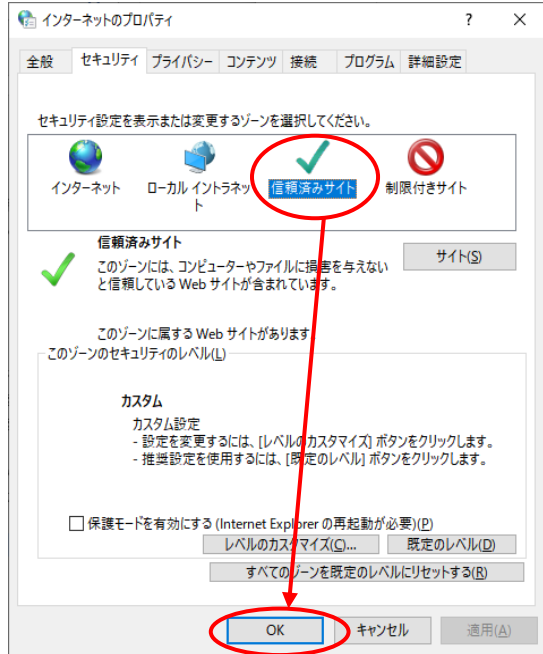 インターネットのプロパティ
? ×
全般 セキュリティ プライバシー コンテンツ 接続 プログラム 詳細設定
セキュリティ設定を表示または変更するゾーンを選択してください。
インターネット ローカル イントラネッ 信頼済みサイト 制限付きサイト
ト
信頼済みサイト
サイト(S)
このゾーンには、コンピューターやファイルに損害を与えない
と信頼している Web サイトが含まれています。
このゾーンに属する Web サイトがあります
このゾーンのセキュリティのレベル(L)
カスタム
カスタム設定
- 設定を変更するには、[レベルのカスタマイズ] ボタンをクリックします。
- 推奨設定を使用するには、[既定のレベル] ボタンをクリックします。
保護モードを有効にする (Internet Explorer の再起動が必要)(P)
レベルのカスタマイズ(C)... 既定のレベル(D)
すべてのゾーンを既定のレベルにリセットする(R)
OK キャンセル 適用(A)